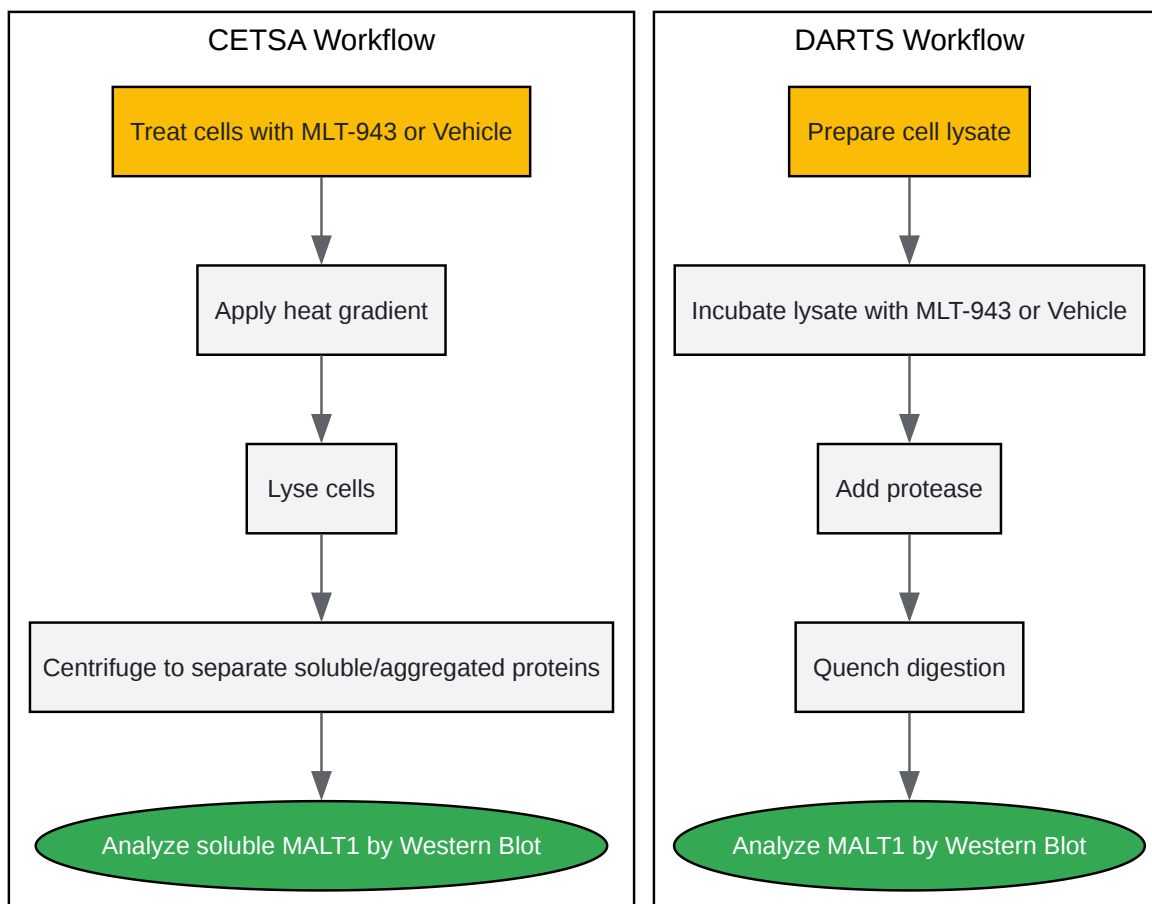 CETSA Workflow
Treat cells with MLT-943 or Vehicle
Apply heat gradient
Lyse cells
Centrifuge to separate soluble/aggregated proteins
Analyze soluble MALT1 by Western Blot
DARTS Workflow
Prepare cell lysate
Incubate lysate with MLT-943 or Vehicle
Add protease
Quench digestion
Analyze MALT1 by Western Blot